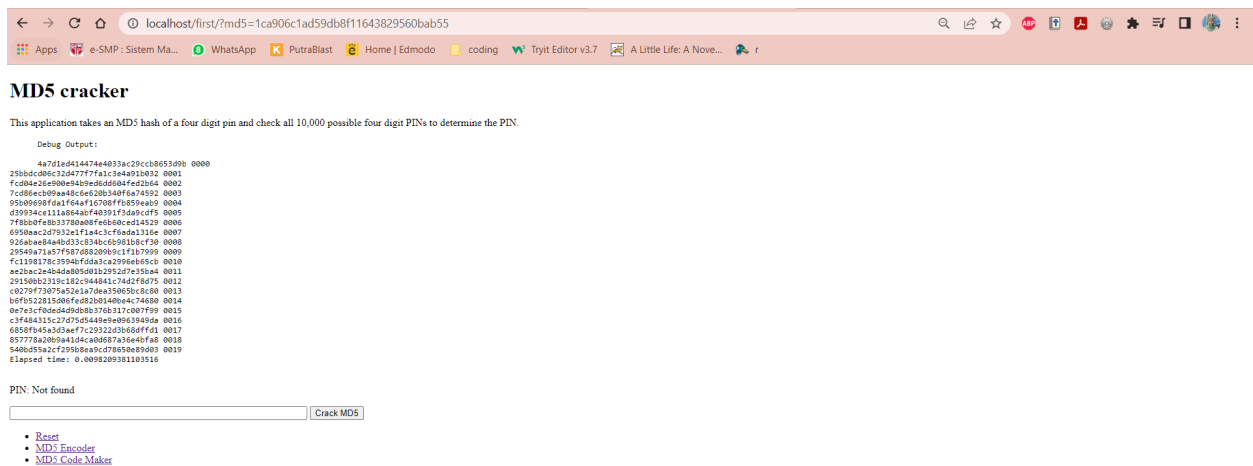 localhost/first/?md5=1ca906c1ad59db8f11643829560bab55
ABP
Apps e-SMP : Sistem Ma... WhatsApp PutraBlast Home | Edmodo coding Tryit Editor v3.7 A Little Life: A Nove... r
MD5 cracker
This application takes an MD5 hash of a four digit pin and check all 10,000 possible four digit PINs to determine the PIN.
Debug Output:
4a7d1ed414474e4033ac29ccb8653d9b 0000
25bbdcd06c32d477f7fa1c3e4a91b032 0001
fcd04e26e900e94b9ed6dd604fed2b64 0002
7cd86ecb09aa48c6e620b340f6a74592 0003
95b09698fda1f64af16708ffb859eab9 0004
d39934ce111a864abf40391f3da9cdf5 0005
7f8bb0fe8b33780a08fe6b60ced14529 0006
6950aac2d7932e1f1a4c3cf6ada1316e 0007
926abae84a4bd33c834bc6b981b8cf30 0008
29549a71a57f587d88209b9c1f1b7999 0009
fc1198178c3594bfdda3ca2996eb65cb 0010
ae2bac2e4b4da805d01b2952d7e35ba4 0011
29150bb2319c182c944841c74d2f8d75 0012
c0279f73075a52e1a7dea35065bc8c80 0013
b6fb522815d06fed82b0140be4c74680 0014
0e7e3cf0ded4d9db8b376b317c007f99 0015
c3f484315c27d75d5449e9e0963949da 0016
6858fb45a3d3aef7c29322d3b68dffd1 0017
857778a20b9a41d4ca0d687a36e4bfa8 0018
540bd55a2cf295b8ea9cd78650e89d03 0019
Elapsed time: 0.0098209381103516
PIN: Not found
Crack MD5
Reset
MD5 Encoder
MD5 Code Maker